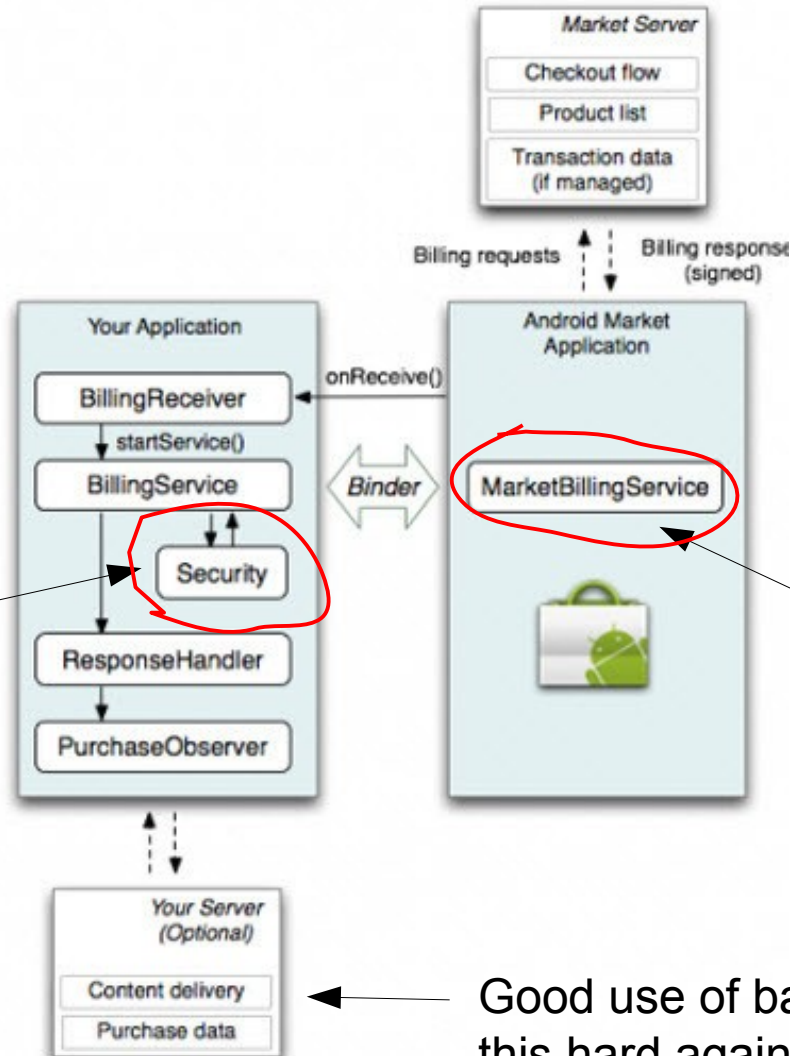 Market Server
Checkout flow
Product list
Transaction data
(if managed)
Billing requests
Billing response
(signed)
Your Application
Android Market
Application
BillingReceiver
onReceive()
startService()
BillingService
Binder
MarketBillingService
Security
ResponseHandler
PurchaseObserver
Your Server
(Optional)
Content delivery
Purchase data
Good use of ba
this hard again